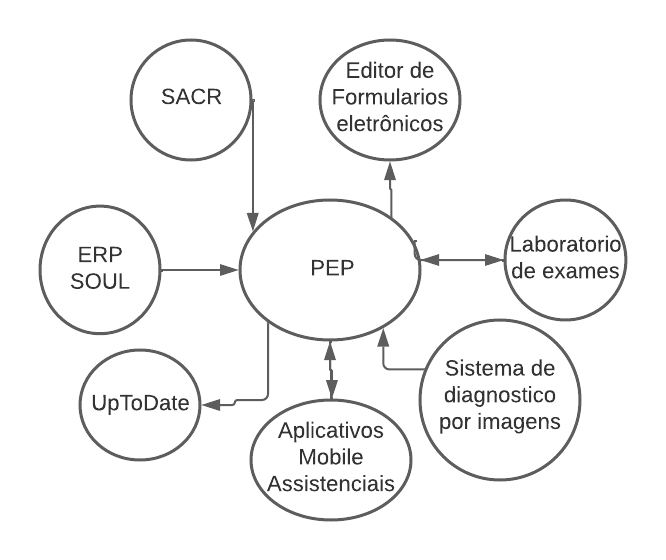 SACR
Editor de
Formularios
eletrônicos
ERP
SOUL
PEP
Laboratorio
de exames
UpToDate
Sistema de
diagnostico
por imagens
Aplicativos
Mobile
Assistenciais